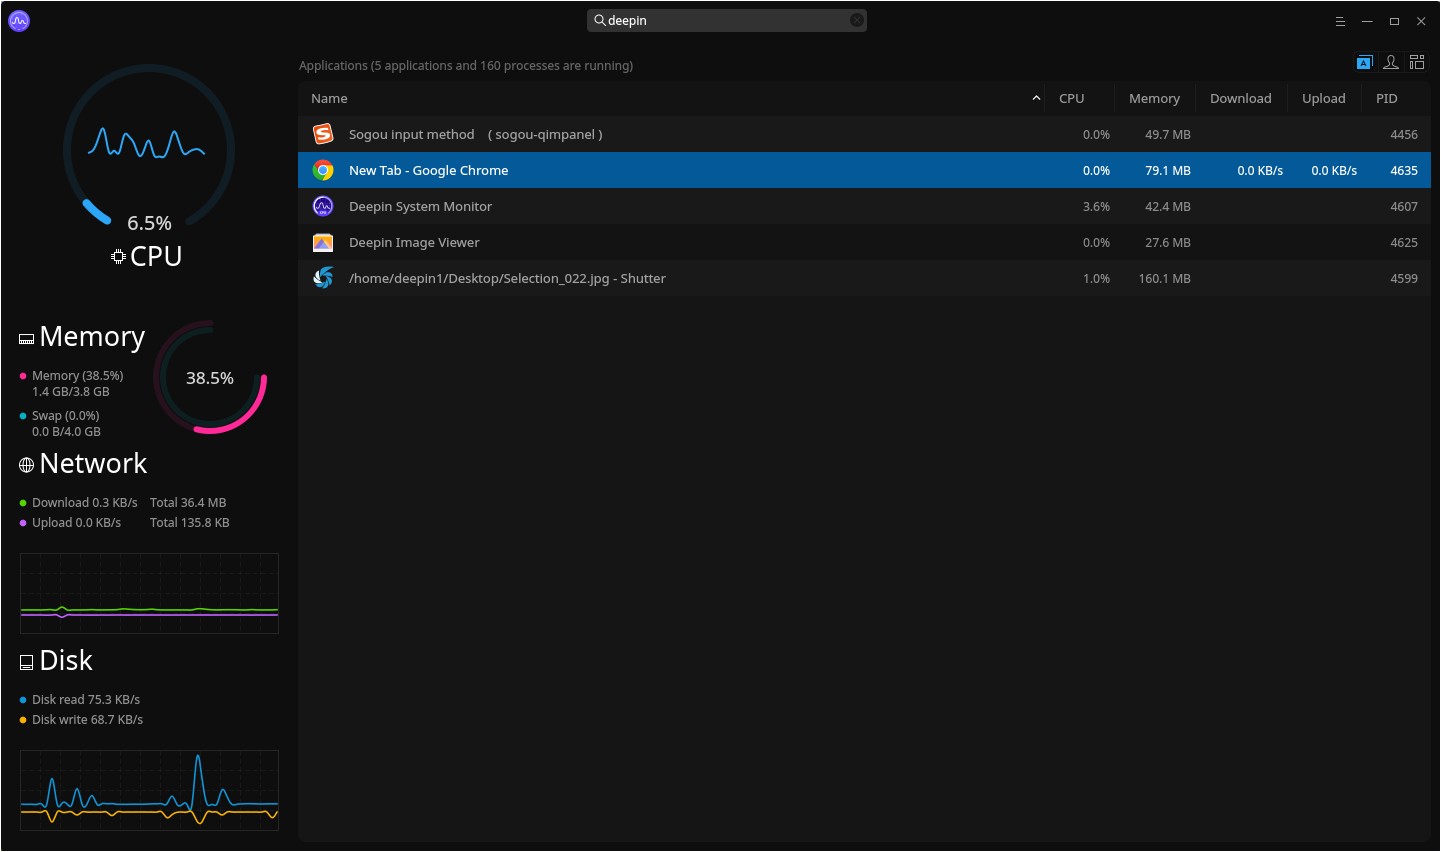 deepin
Applications (5 applications and 160 processes are running)
Name CPU Memory Download Upload PID
Sogou input method ( sogou-qimpanel ) 0.0% 49.7 MB 4456
New Tab - Google Chrome 0.0% 79.1 MB 0.0 KB/s 0.0 KB/s 4635
Deepin System Monitor 3.6% 42.4 MB 4607
Deepin Image Viewer 0.0% 27.6 MB 4625
/home/deepin1/Desktop/Selection_022.jpg - Shutter 1.0% 160.1 MB 4599
6.5%
CPU
Memory
Memory (38.5%)
1.4 GB/3.8 GB
38.5%
Swap (0.0%)
0.0 B/4.0 GB
Network
Download 0.3 KB/s Total 36.4 MB
Upload 0.0 KB/s Total 135.8 KB
Disk
Disk read 75.3 KB/s
Disk write 68.7 KB/s